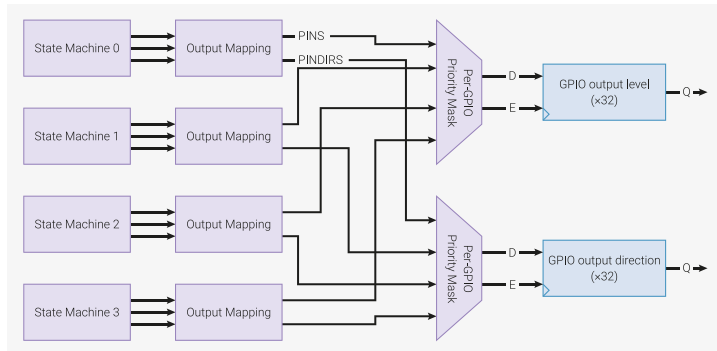 State Machine 0
Output Mapping
PINS
PINDIRS
Per-GPIO
Priority Mask
D
E
GPIO output level
(×32)
Q
State Machine 1
Output Mapping
State Machine 2
Output Mapping
Per-GPIO
Priority Mask
D
E
GPIO output direction
(×32)
Q
State Machine 3
Output Mapping